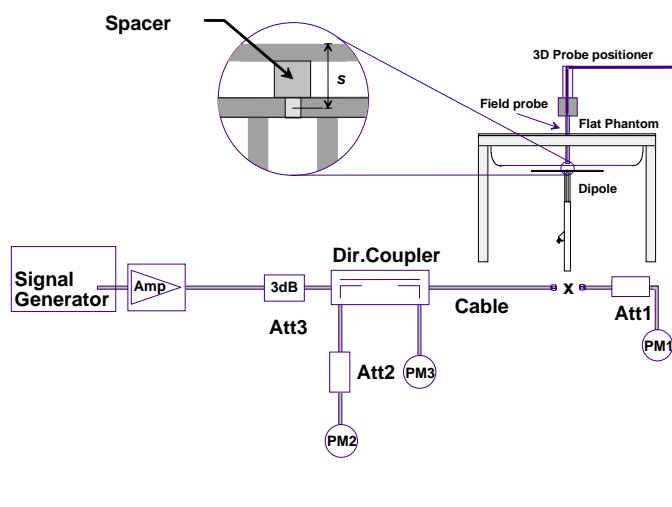 Spacer
s
3D Probe positioner
Field probe
Flat Phantom
Dipole
Dir.Coupler
Signal
Generator
Amp
3dB
Cable
x
Att1
Att3
PM1
Att2
PM3
PM2